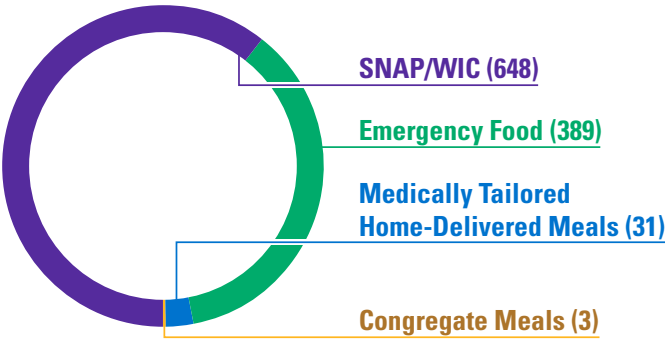 SNAP/WIC (648)
Emergency Food (389)
Medically Tailored
Home-Delivered Meals (31)
Congregate Meals (3)